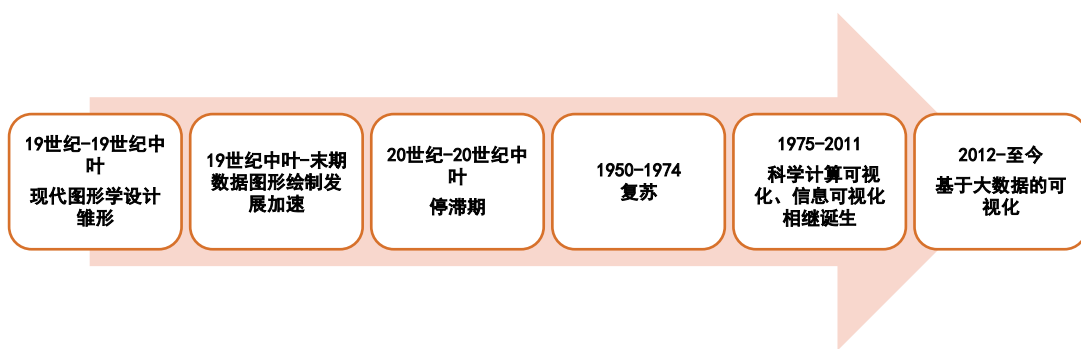 19世纪-19世纪中
叶
现代图形学设计
雏形
19世纪中叶-末期
数据图形绘制发
展加速
20世纪-20世纪中
叶
停滞期
1950-1974
复苏
1975-2011
科学计算可视
化、信息可视化
相继诞生
2012-至今
基于大数据的可
视化